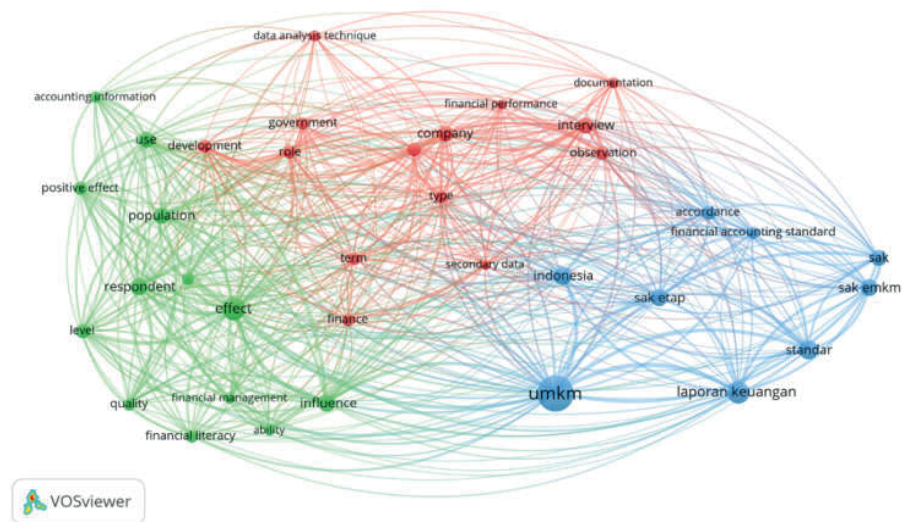 data analysis technique
accounting information
documentation
financial performance
government
company
interview
use
development
role
observation
positive effect
type
population
accordance
financial accounting standard
term
secondary data
sak
indonesia
respondent
sak emkm
sak etap
effect
finance
level
standar
umkm
laporan keuangan
financial management
quality
influence
ability
financial literacy
VOSviewer